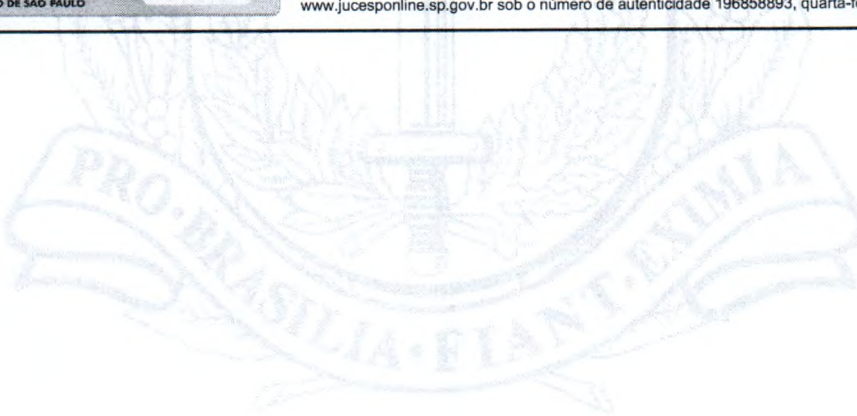 DE SÃO PAULO
www.jucesponline.sp.gov.br sob o número de autenticidade 196858893, quarta-fe
PRO·BRASILIA·FIANT·EXIMIA